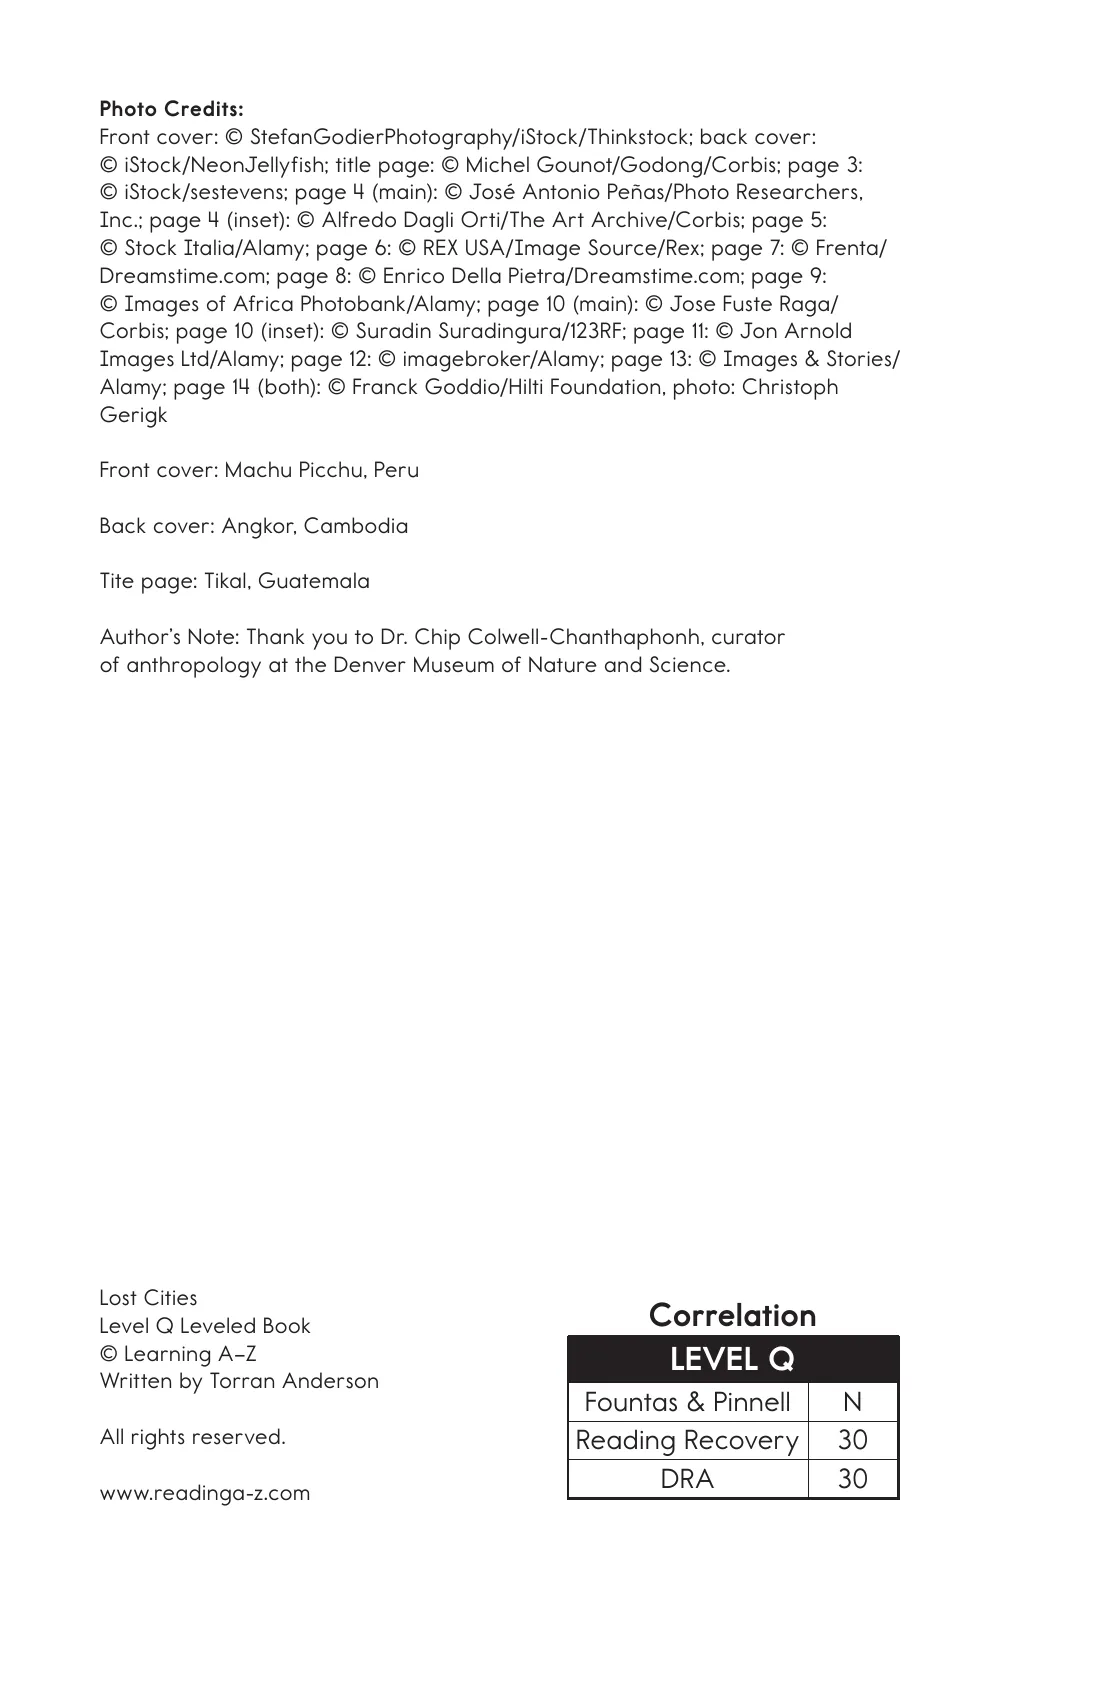 Photo Credits:
Front cover: © StefanGodierPhotography/iStock/Thinkstock; back cover:
© iStock/NeonJellyfish; title page: © Michel Gounot/Godong/Corbis; page 3:
© iStock/sestevens; page 4 (main): © José Antonio Peñas/Photo Researchers,
Inc.; page 4 (inset): © Alfredo Dagli Orti/The Art Archive/Corbis; page 5:
© Stock Italia/Alamy; page 6: © REX USA/Image Source/Rex; page 7: © Frenta/
Dreamstime.com; page 8: © Enrico Della Pietra/Dreamstime.com; page 9:
© Images of Africa Photobank/Alamy; page 10 (main): © Jose Fuste Raga/
Corbis; page 10 (inset): © Suradin Suradingura/123RF; page 11: © Jon Arnold
Images Ltd/Alamy; page 12: © imagebroker/Alamy; page 13: © Images & Stories/
Alamy; page 14 (both): © Franck Goddio/Hilti Foundation, photo: Christoph
Gerigk
Front cover: Machu Picchu, Peru
Back cover: Angkor, Cambodia
Tite page: Tikal, Guatemala
Author's Note: Thank you to Dr. Chip Colwell-Chanthaphonh, curator
of anthropology at the Denver Museum of Nature and Science.
Lost Cities
Level Q Leveled Book
© Learning A–Z
Written by Torran Anderson
All rights reserved.
www.readinga-z.com
Correlation
LEVEL Q
Fountas & Pinnell N
Reading Recovery 30
DRA 30